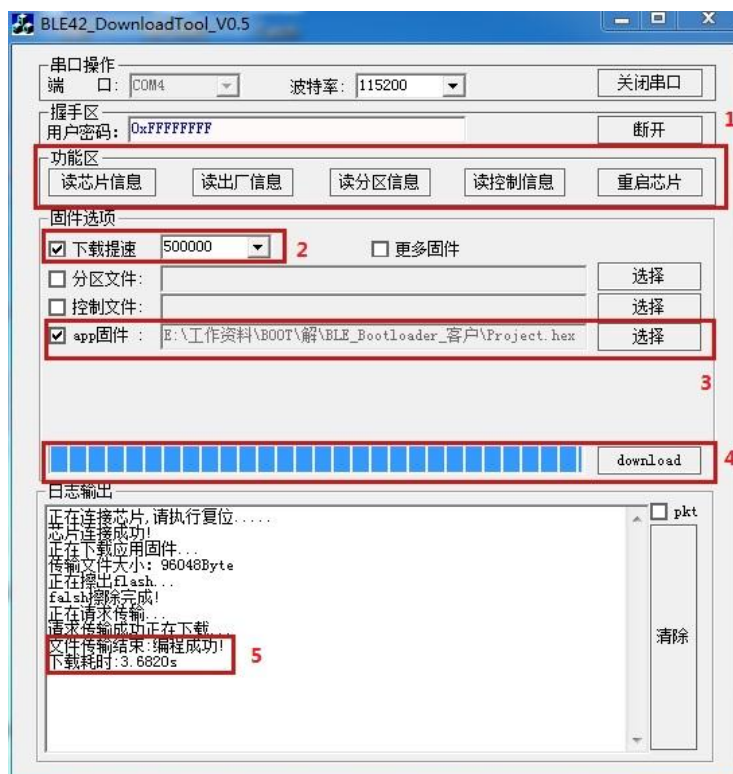 BLE42_DownloadTool_V0.5
串口操作
端 口: COM4 波特率: 115200 关闭串口
握手区
用户密码: 0xFFFFFFFF 断开
1
功能区
读芯片信息 读出厂信息 读分区信息 读控制信息 重启芯片
固件选项
下载提速 500000 2 更多固件
分区文件: 选择
控制文件: 选择
app固件 : E:\工作资料\BOOT\解\BLE_Bootloader_客户\Project.hex 选择
3
download 4
日志输出
正在连接芯片,请执行复位..... pkt
芯片连接成功!
正在下载应用固件...
传输文件大小: 96048Byte
正在擦出flash...
falsh擦除完成!
正在请求传输...
请求传输成功正在下载...
文件传输结束:编程成功! 清除
下载耗时:3.6820s 5